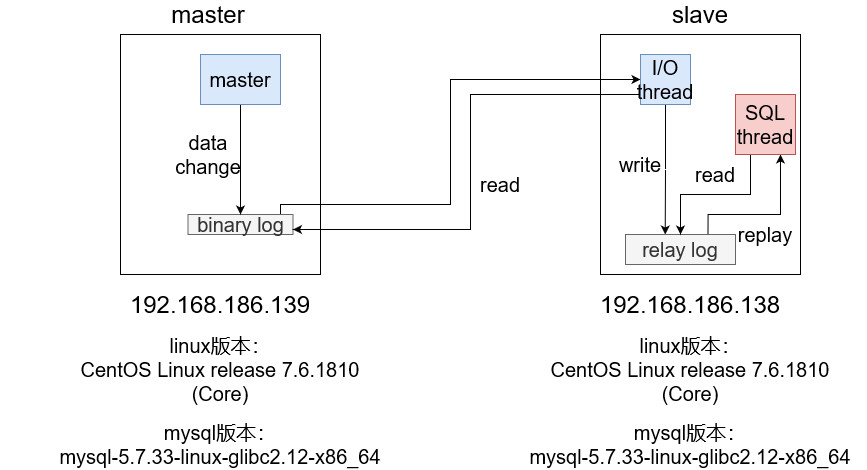 master
slave
master
I/O
thread
SQL
thread
data
change
write
read
read
binary log
relay log
replay
192.168.186.139
192.168.186.138
linux版本：
CentOS Linux release 7.6.1810
(Core)
linux版本：
CentOS Linux release 7.6.1810
(Core)
mysql版本：
mysql-5.7.33-linux-glibc2.12-x86_64
mysql版本：
mysql-5.7.33-linux-glibc2.12-x86_64